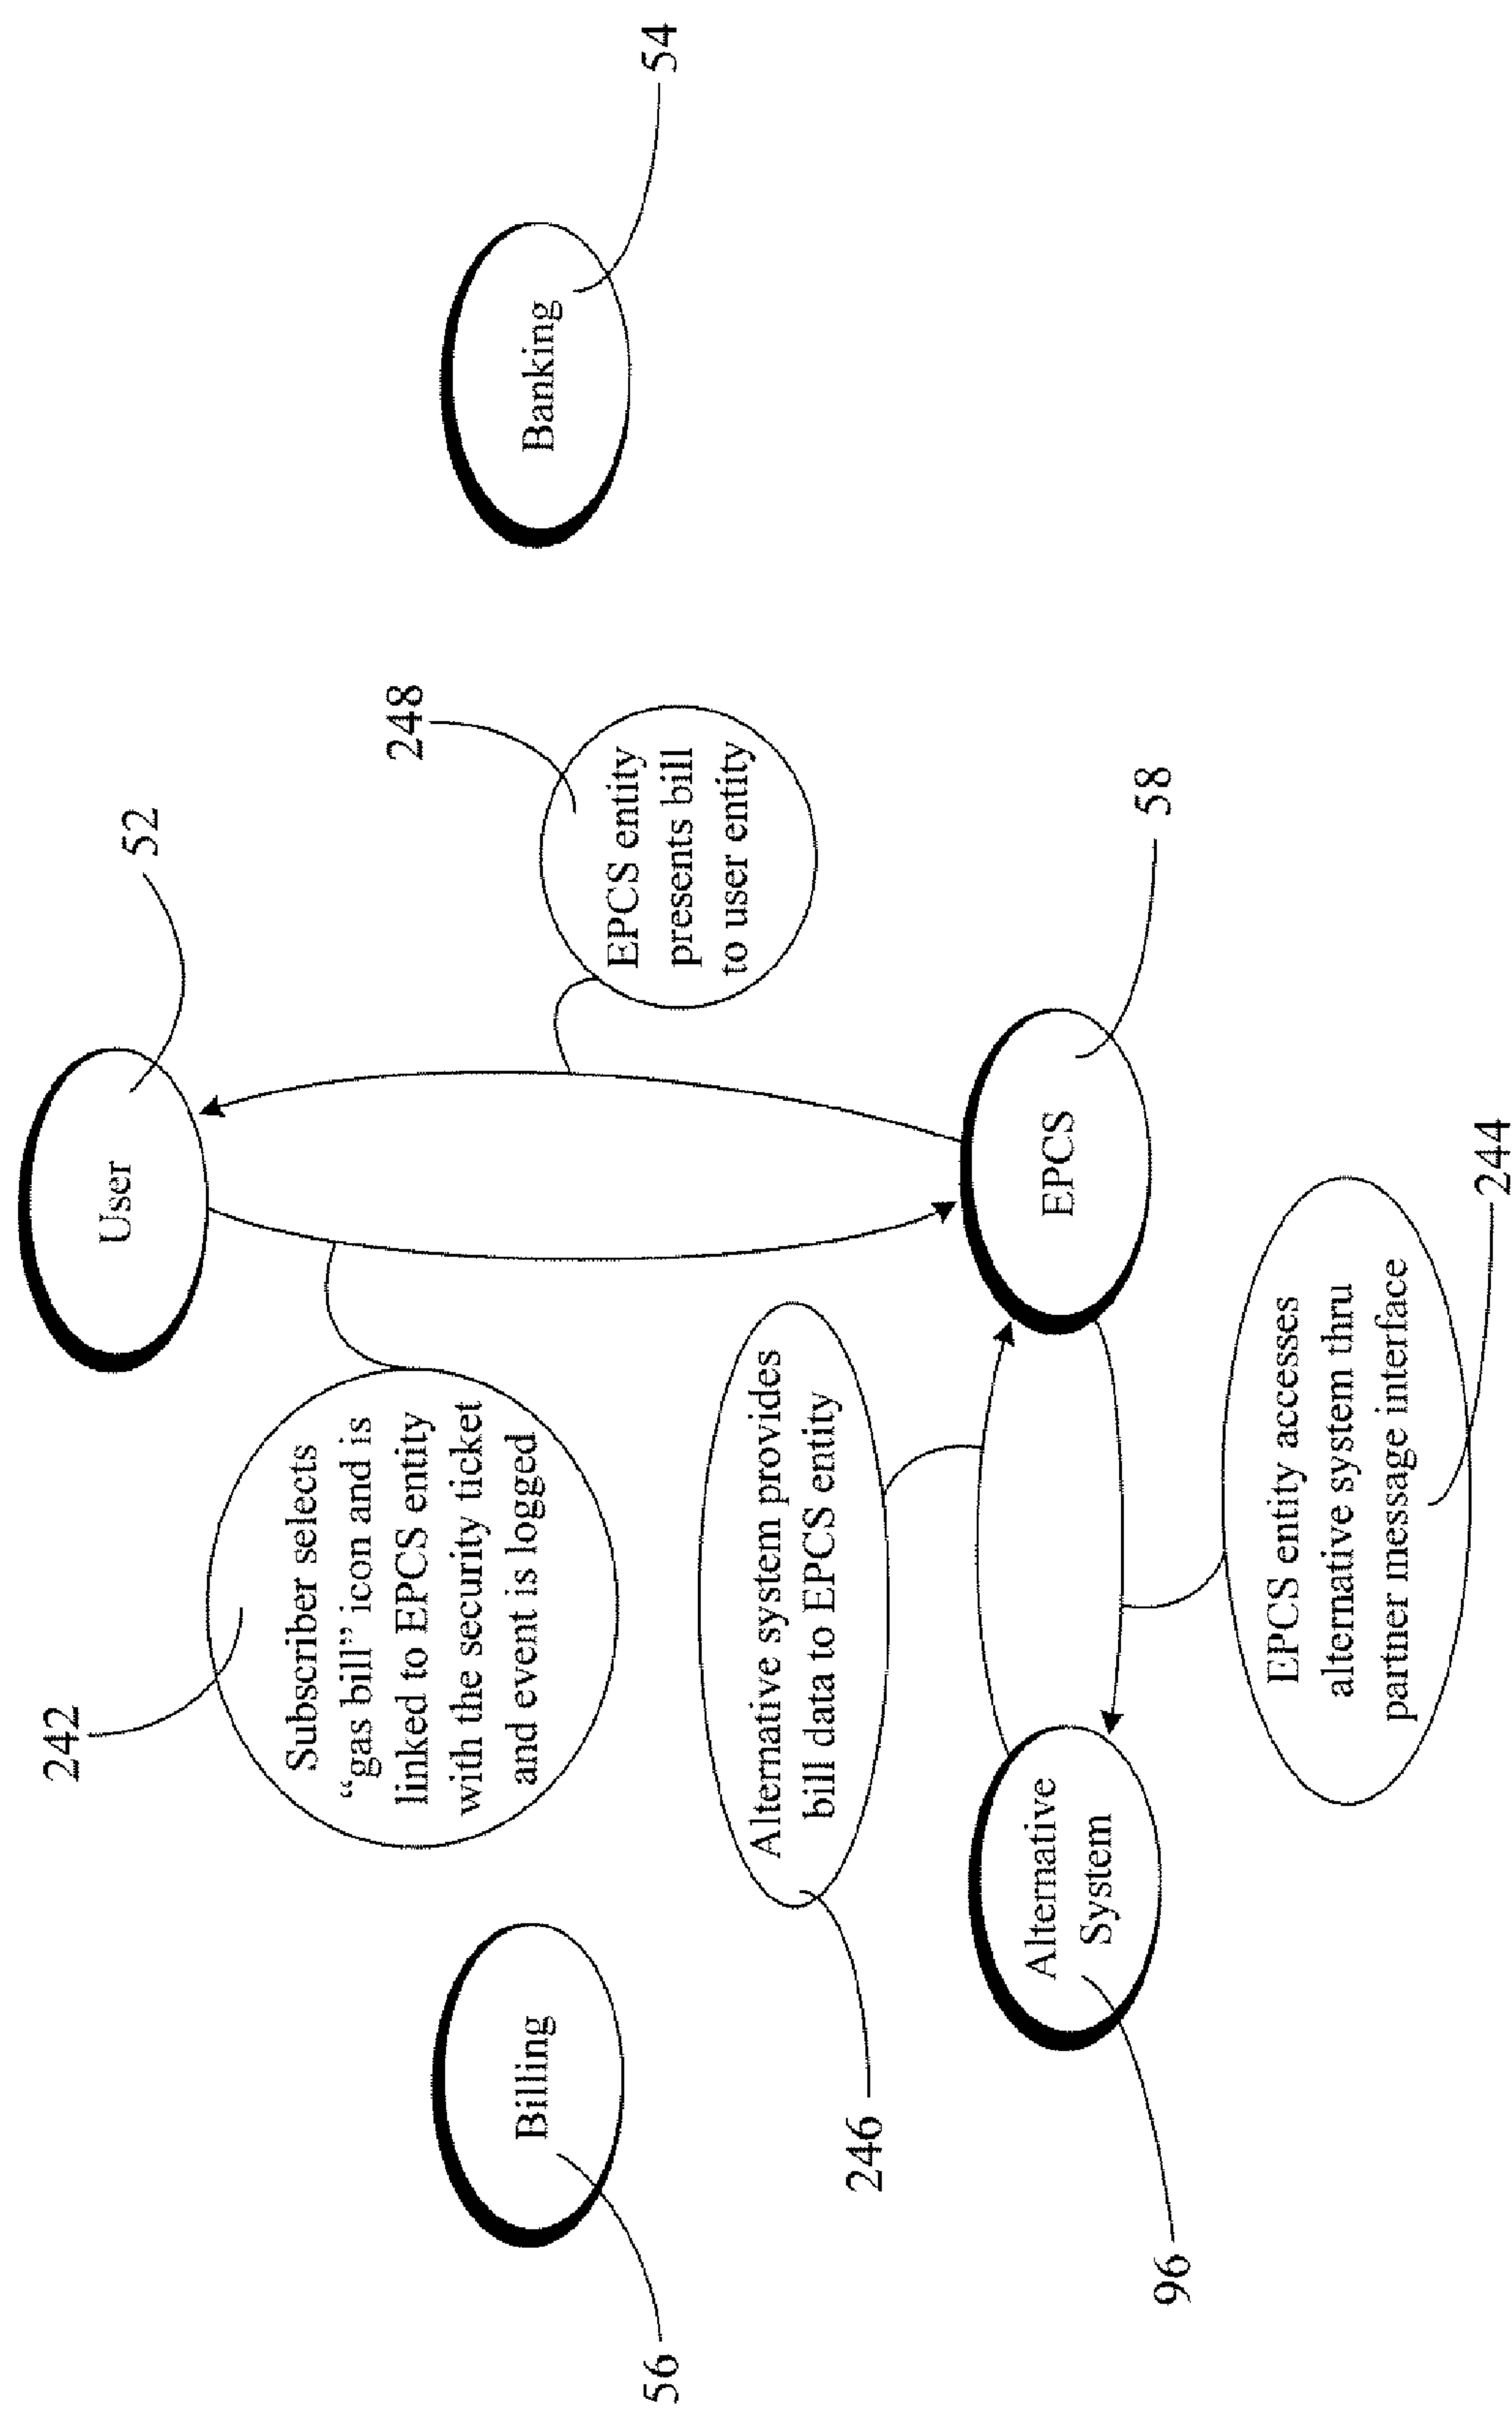 User
52
242
Subscriber selects
“gas bill” icon and is
linked to EPCS entity
with the security ticket
and event is logged
248
EPCS entity
presents bill
to user entity
Billing
56
Banking
54
Alternative system provides
bill data to EPCS entity
246
Alternative
System
96
EPCS
58
EPCS entity accesses
alternative system thru
partner message interface
244